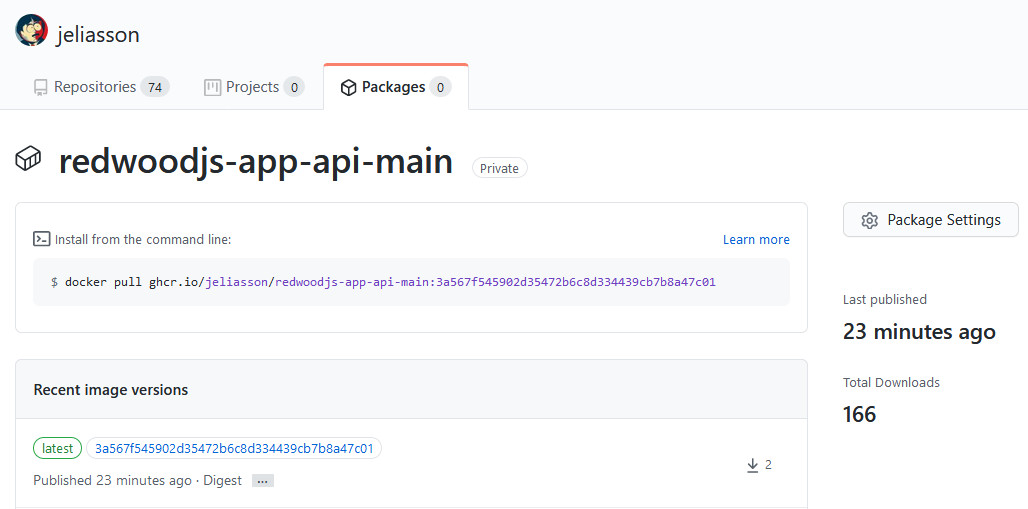 jeliasson
Repositories 74 Projects 0 Packages 0
redwoodjs-app-api-main Private
Install from the command line: Learn more
$ docker pull ghcr.io/jeliasson/redwoodjs-app-api-main:3a567f545902d35472b6c8d334439cb7b8a47c01
Package Settings
Last published
23 minutes ago
Total Downloads
166
Recent image versions
latest 3a567f545902d35472b6c8d334439cb7b8a47c01
Published 23 minutes ago · Digest ...
2